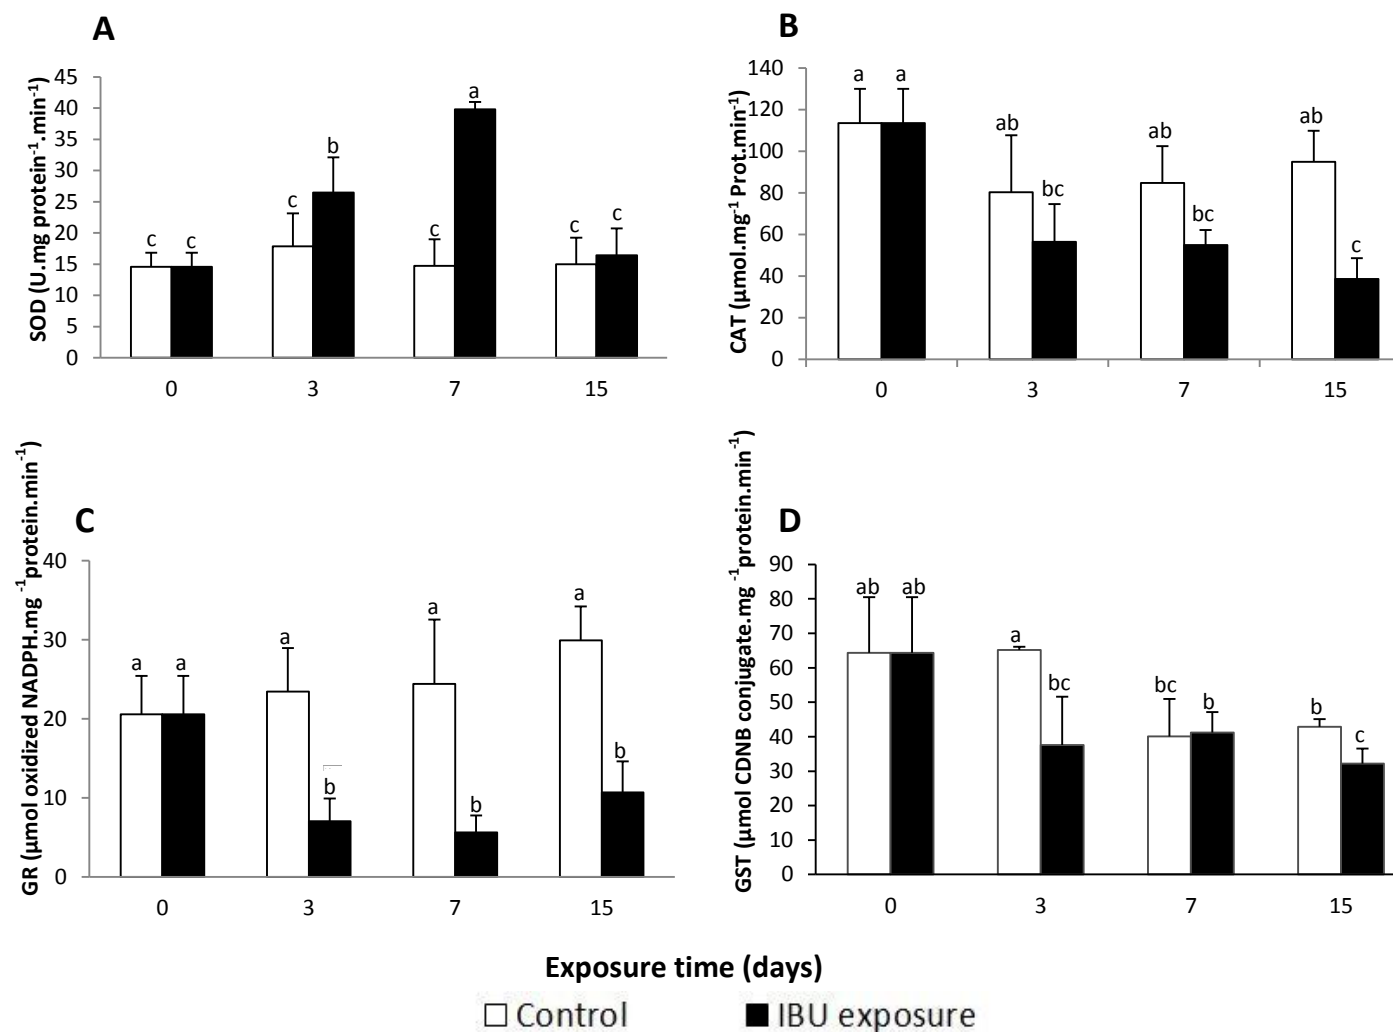 A
SOD (U.mg protein⁻¹.min⁻¹)
45
40
35
30
25
20
15
10
5
0
c c c b c a c c
0 3 7 15
B
CAT (µmol.mg⁻¹ Prot.min⁻¹)
140
120
100
80
60
40
20
0
a a ab bc ab bc ab c
0 3 7 15
C
GR (µmol oxidized NADPH.mg ⁻¹protein.min⁻¹)
40
30
20
10
0
a a a b a b a b
0 3 7 15
D
GST (µmol CDNB conjugate.mg ⁻¹protein.min⁻¹)
90
80
70
60
50
40
30
20
10
0
ab ab a bc bc b b c
0 3 7 15
Exposure time (days)
Control IBU exposure